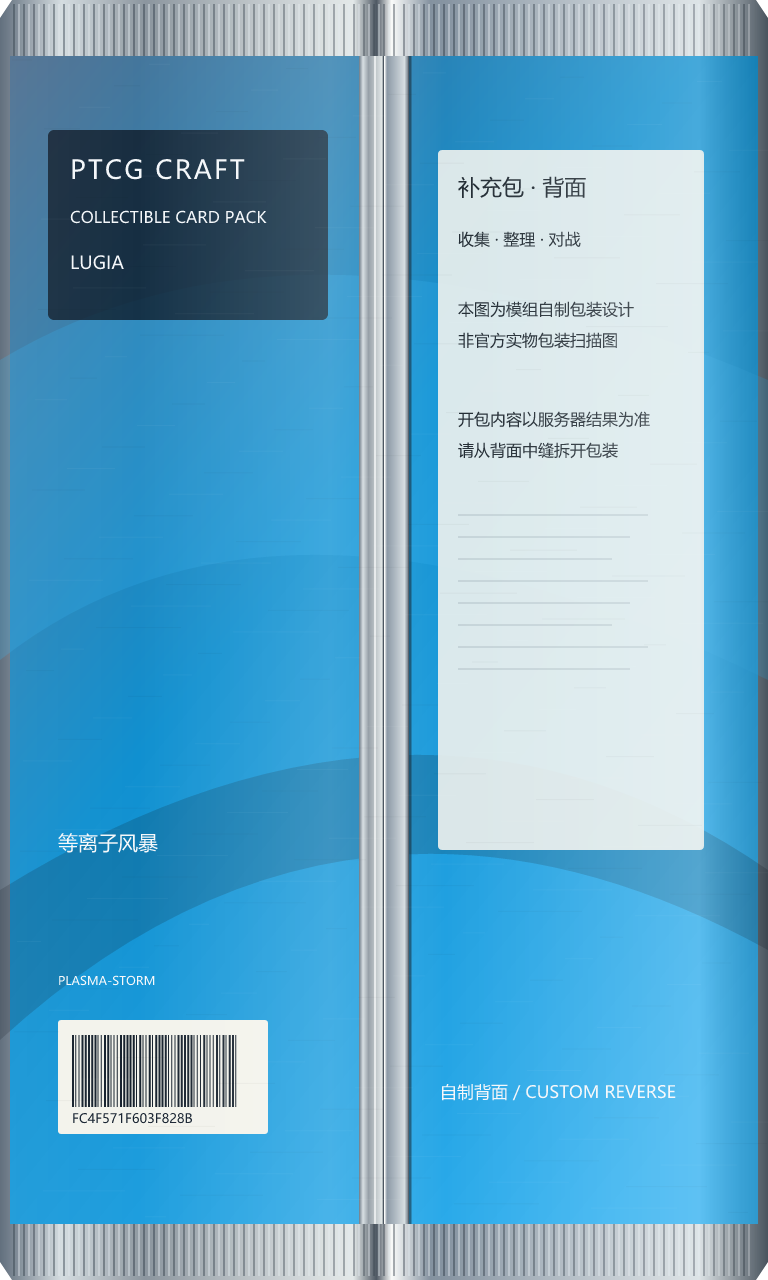 PTCG CRAFT
COLLECTIBLE CARD PACK
LUGIA
等离子风暴
PLASMA-STORM
FC4F571F603F828B
补充包 · 背面
收集 · 整理 · 对战
本图为模组自制包装设计
非官方实物包装扫描图
开包内容以服务器结果为准
请从背面中缝拆开包装
自制背面 / CUSTOM REVERSE